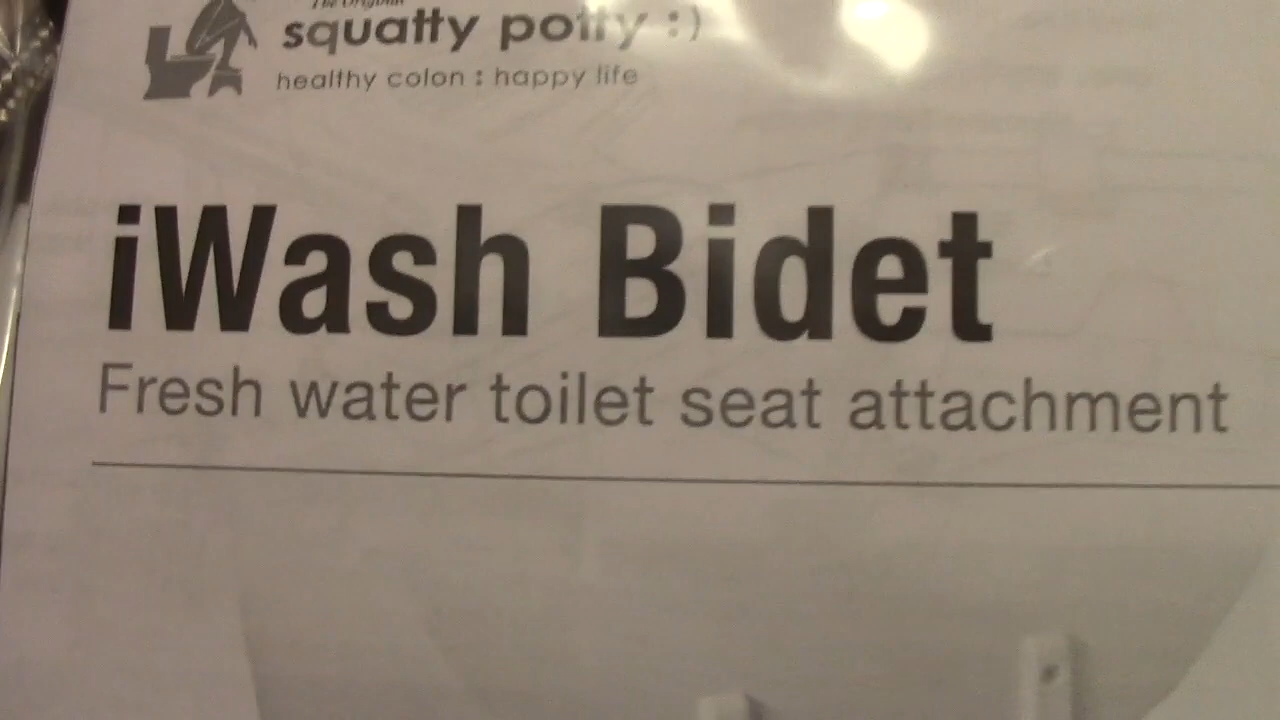 The Original
squatty potty :)
healthy colon : happy life
iWash Bidet
Fresh water toilet seat attachment